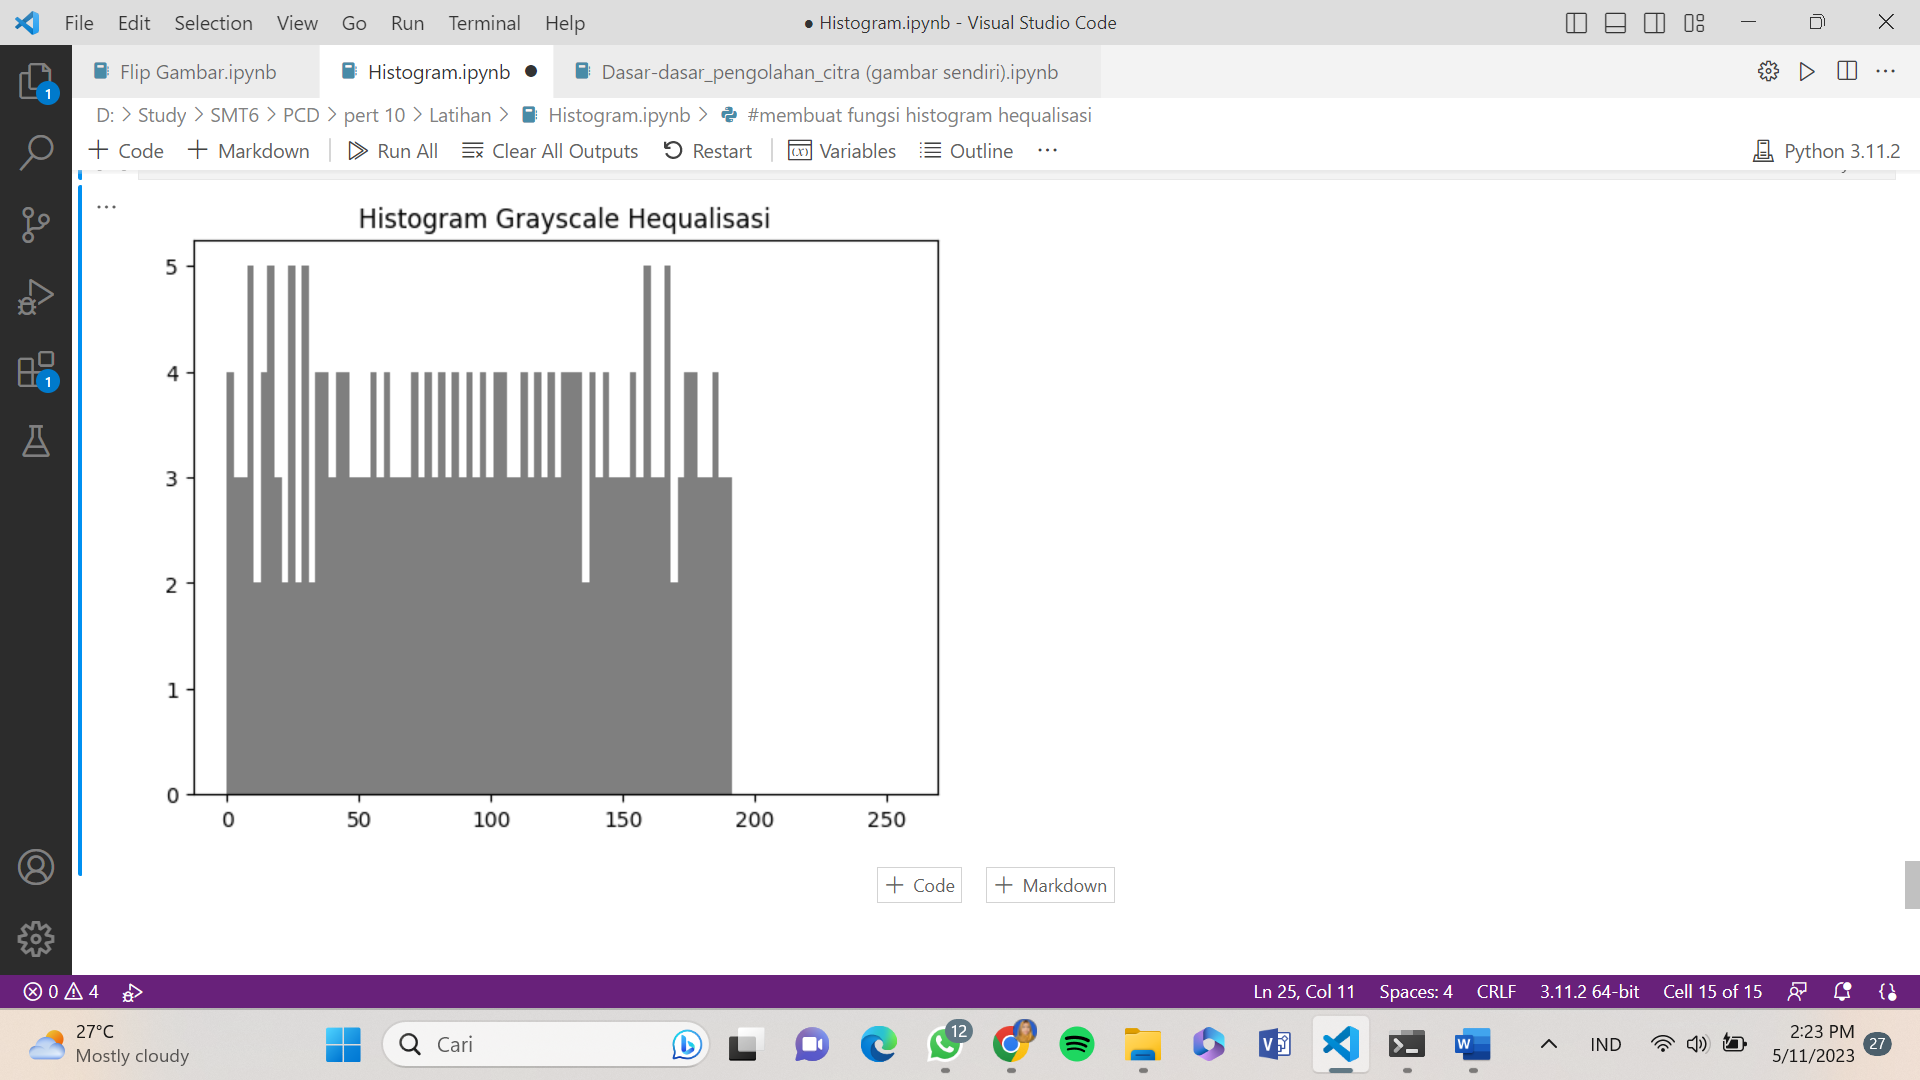 File Edit Selection View Go Run Terminal Help
● Histogram.ipynb - Visual Studio Code
Flip Gambar.ipynb
Histogram.ipynb ●
Dasar-dasar_pengolahan_citra (gambar sendiri).ipynb
1
D: > Study > SMT6 > PCD > pert 10 > Latihan > Histogram.ipynb > #membuat fungsi histogram hequalisasi
+ Code + Markdown Run All Clear All Outputs Restart Variables Outline ...
Python 3.11.2
...
Histogram Grayscale Hequalisasi
5
4
3
2
1
0
0 50 100 150 200 250
1
+ Code + Markdown
0 4
Ln 25, Col 11 Spaces: 4 CRLF 3.11.2 64-bit Cell 15 of 15
27°C
Mostly cloudy
Cari
12
IND
2:23 PM
5/11/2023
27